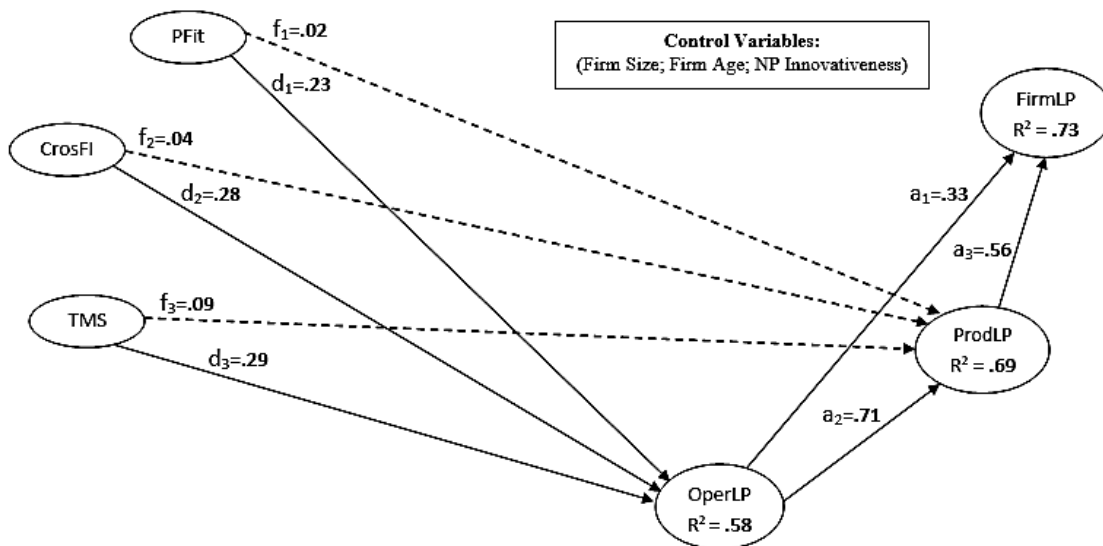 PFit
f₁=.02
d₁=.23
Control Variables:
(Firm Size; Firm Age; NP Innovativeness)
FirmLP
R² = .73
CrosFI
f₂=.04
d₂=.28
a₁=.33
a₃=.56
TMS
f₃=.09
d₃=.29
ProdLP
R² = .69
a₂=.71
OperLP
R² = .58